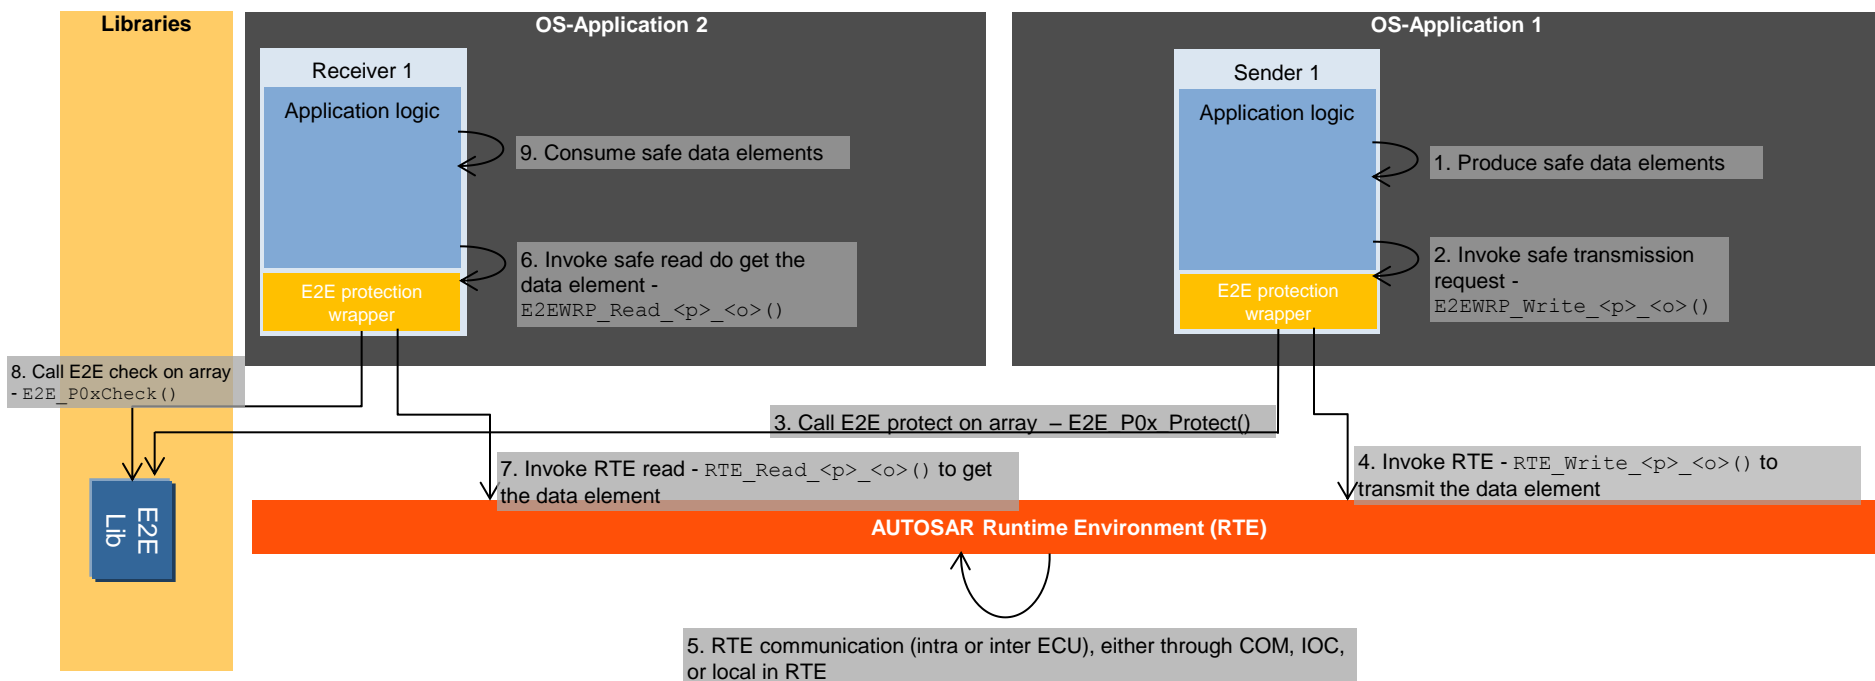 Libraries
OS-Application 2
OS-Application 1
Receiver 1
Application logic
9. Consume safe data elements
6. Invoke safe read do get the
data element -
E2EWRP_Read_<p>_<o>()
E2E protection
wrapper
Sender 1
Application logic
1. Produce safe data elements
2. Invoke safe transmission
request -
E2EWRP_Write_<p>_<o>()
E2E protection
wrapper
8. Call E2E check on array
- E2E_P0xCheck()
3. Call E2E protect on array – E2E_P0x_Protect()
7. Invoke RTE read - RTE_Read_<p>_<o>() to get
the data element
4. Invoke RTE - RTE_Write_<p>_<o>() to
transmit the data element
E2E
Lib
AUTOSAR Runtime Environment (RTE)
5. RTE communication (intra or inter ECU), either through COM, IOC,
or local in RTE